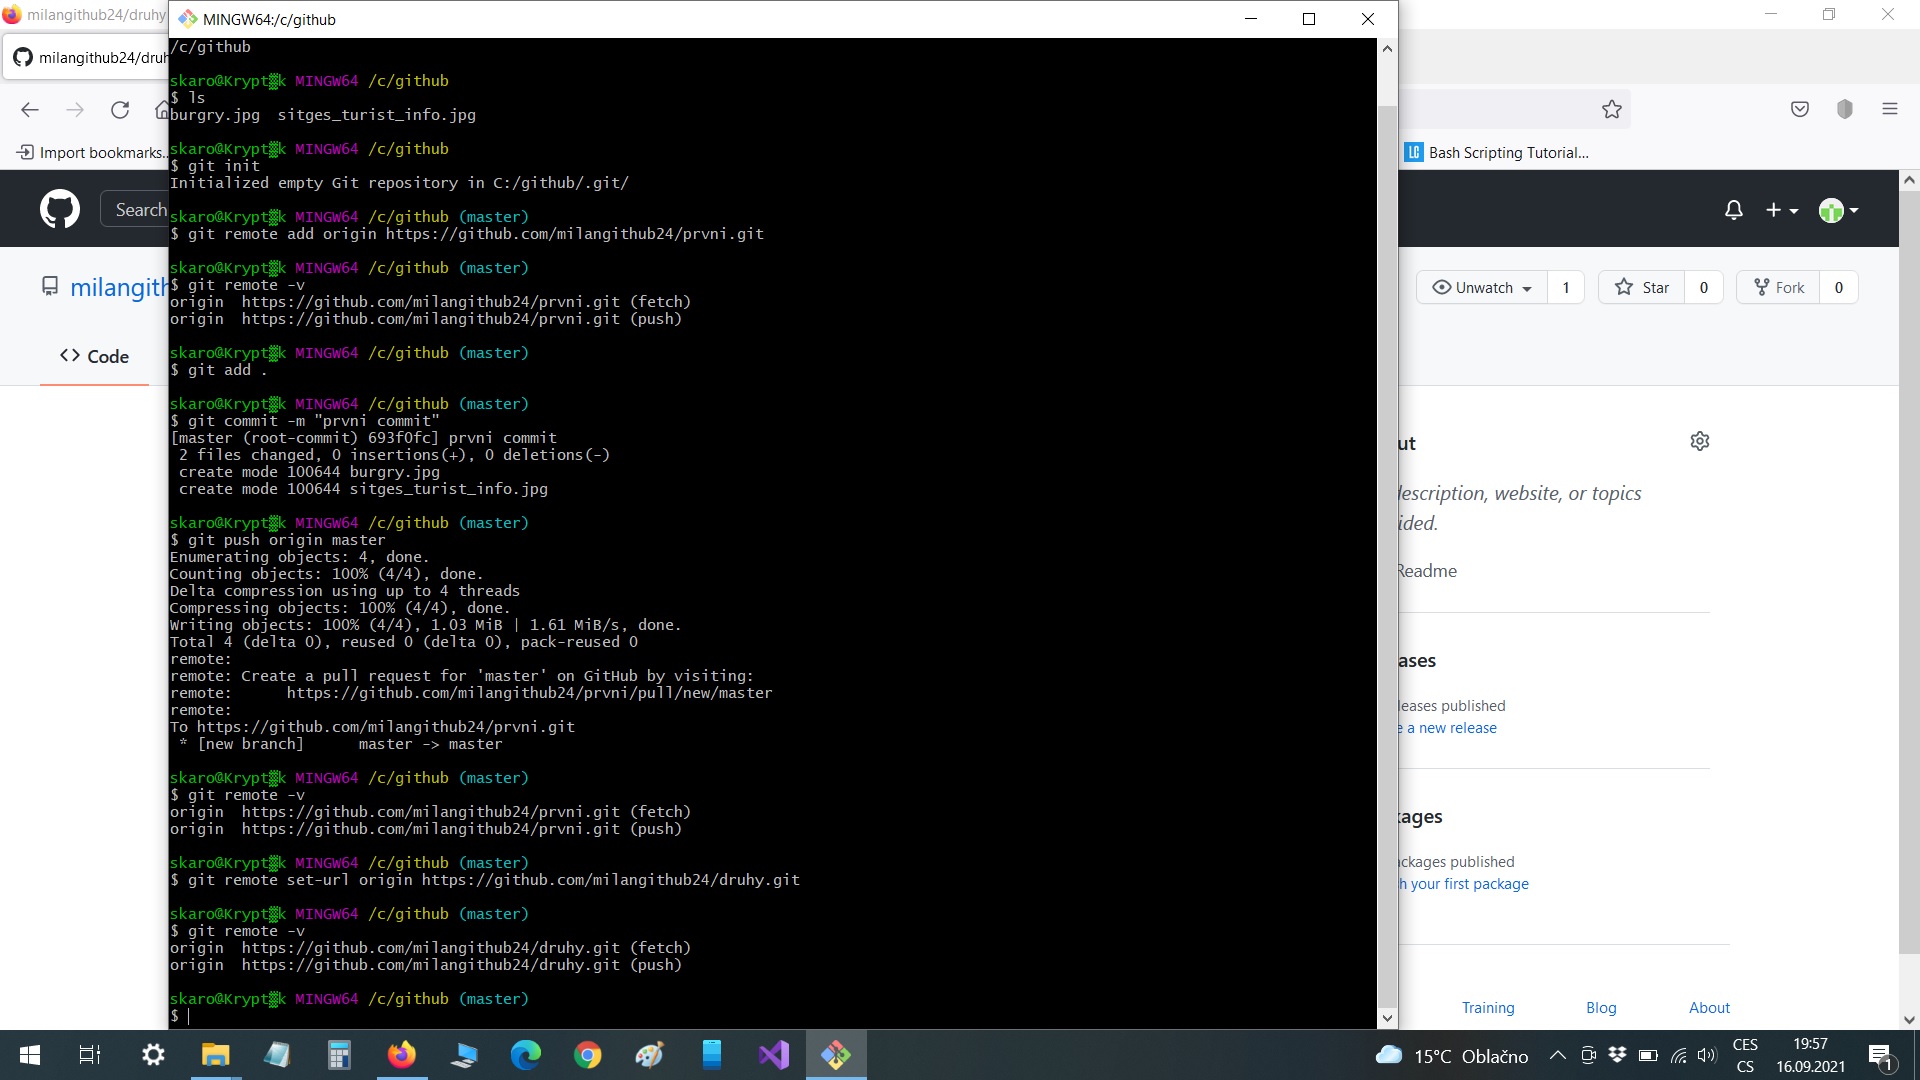 milangithub24/druhy
MINGW64:/c/github
milangithub24/druh
Import bookmarks...
Bash Scripting Tutorial...
Search
milangith
Unwatch 1
Star 0
Fork 0
Code
/c/github
skaro@Krypt▒k MINGW64 /c/github
$ ls
burgry.jpg  sitges_turist_info.jpg
skaro@Krypt▒k MINGW64 /c/github
$ git init
Initialized empty Git repository in C:/github/.git/
skaro@Krypt▒k MINGW64 /c/github (master)
$ git remote add origin https://github.com/milangithub24/prvni.git
skaro@Krypt▒k MINGW64 /c/github (master)
$ git remote -v
origin  https://github.com/milangithub24/prvni.git (fetch)
origin  https://github.com/milangithub24/prvni.git (push)
skaro@Krypt▒k MINGW64 /c/github (master)
$ git add .
skaro@Krypt▒k MINGW64 /c/github (master)
$ git commit -m "prvni commit"
[master (root-commit) 693f0fc] prvni commit
 2 files changed, 0 insertions(+), 0 deletions(-)
 create mode 100644 burgry.jpg
 create mode 100644 sitges_turist_info.jpg
skaro@Krypt▒k MINGW64 /c/github (master)
$ git push origin master
Enumerating objects: 4, done.
Counting objects: 100% (4/4), done.
Delta compression using up to 4 threads
Compressing objects: 100% (4/4), done.
Writing objects: 100% (4/4), 1.03 MiB | 1.61 MiB/s, done.
Total 4 (delta 0), reused 0 (delta 0), pack-reused 0
remote:
remote: Create a pull request for 'master' on GitHub by visiting:
remote:      https://github.com/milangithub24/prvni/pull/new/master
remote:
To https://github.com/milangithub24/prvni.git
 * [new branch]      master -> master
skaro@Krypt▒k MINGW64 /c/github (master)
$ git remote -v
origin  https://github.com/milangithub24/prvni.git (fetch)
origin  https://github.com/milangithub24/prvni.git (push)
skaro@Krypt▒k MINGW64 /c/github (master)
$ git remote set-url origin https://github.com/milangithub24/druhy.git
skaro@Krypt▒k MINGW64 /c/github (master)
$ git remote -v
origin  https://github.com/milangithub24/druhy.git (fetch)
origin  https://github.com/milangithub24/druhy.git (push)
skaro@Krypt▒k MINGW64 /c/github (master)
$
ut
description, website, or topics
ided.
Readme
ases
leases published
e a new release
kages
ackages published
h your first package
Training Blog About
15°C Oblačno
CES
CS
19:57
16.09.2021
1